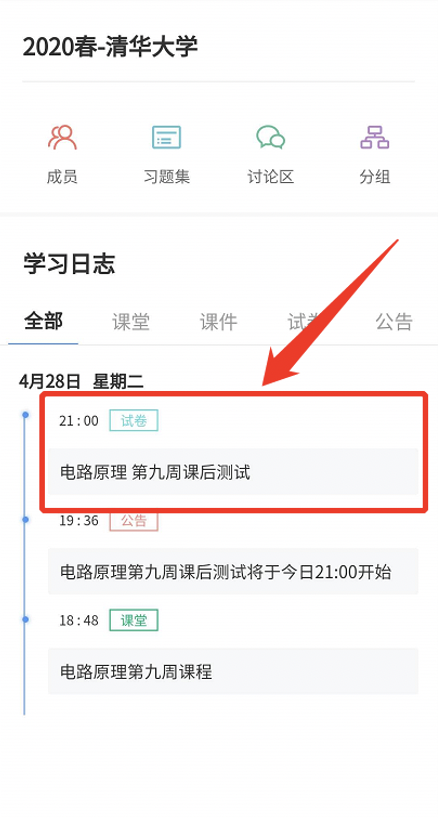 2020春-清华大学
成员 习题集 讨论区 分组
学习日志
全部 课堂 课件 试卷 公告
4月28日 星期二
21:00 试卷
电路原理 第九周课后测试
19:36 公告
电路原理第九周课后测试将于今日21:00开始
18:48 课堂
电路原理第九周课程